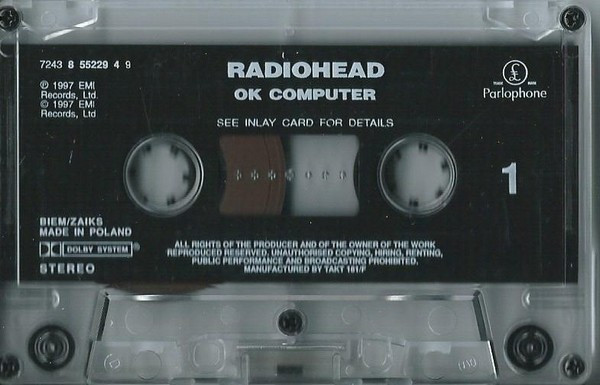 7243 8 55229 4 9
RADIOHEAD
OK COMPUTER
℗ 1997 EMI
Records, Ltd
© 1997 EMI
Records, Ltd
£
Parlophone
SEE INLAY CARD FOR DETAILS
1
BIEM/ZAIKS
MADE IN POLAND
DOLBY SYSTEM®
STEREO
ALL RIGHTS OF THE PRODUCER AND OF THE OWNER OF THE WORK
REPRODUCED RESERVED. UNAUTHORISED COPYING, HIRING, RENTING,
PUBLIC PERFORMANCE AND BROADCASTING PROHIBITED.
MANUFACTURED BY TAKT 181/F